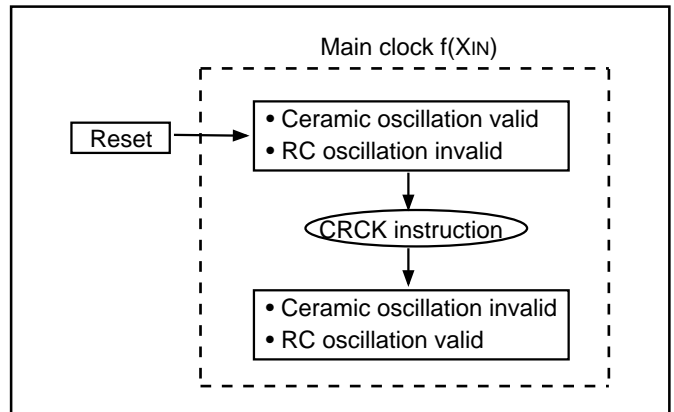 Main clock f(XIN)
Reset
• Ceramic oscillation valid
• RC oscillation invalid
CRCK instruction
• Ceramic oscillation invalid
• RC oscillation valid